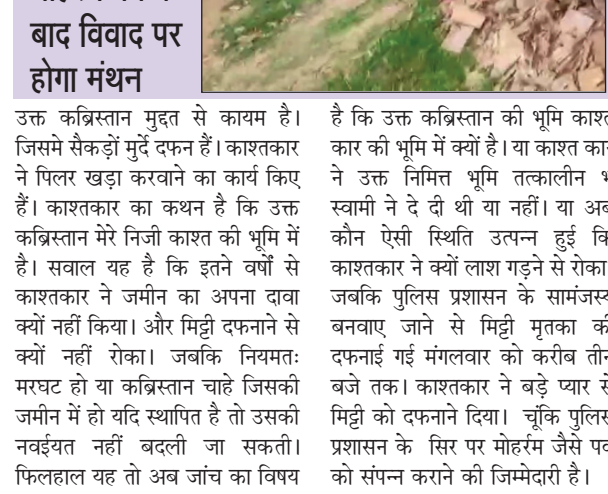 बाद विवाद पर
होगा मंथन
उक्त कब्रिस्तान मुद्दत से कायम है।
जिसमे सैकड़ों मुर्दे दफन हैं। काश्तकार
ने पिलर खड़ा करवाने का कार्य किए
हैं। काश्तकार का कथन है कि उक्त
कब्रिस्तान मेरे निजी काश्त की भूमि में
है। सवाल यह है कि इतने वर्षों से
काश्तकार ने जमीन का अपना दावा
क्यों नहीं किया। और मिट्टी दफनाने से
क्यों नहीं रोका। जबकि नियमतः
मरघट हो या कब्रिस्तान चाहे जिसकी
जमीन में हो यदि स्थापित है तो उसकी
नवईयत नहीं बदली जा सकती।
फिलहाल यह तो अब जांच का विषय
है कि उक्त कब्रिस्तान की भूमि काश्त
कार की भूमि में क्यों है। या काश्त कार
ने उक्त निमित्त भूमि तत्कालीन भ
स्वामी ने दे दी थी या नहीं। या अब
कौन ऐसी स्थिति उत्पन्न हुई कि
काश्तकार ने क्यों लाश गड़ने से रोका
जबकि पुलिस प्रशासन के सामंजस्य
बनवाए जाने से मिट्टी मृतका की
दफनाई गई मंगलवार को करीब तीन
बजे तक। काश्तकार ने बड़े प्यार से
मिट्टी को दफनाने दिया। चूंकि पुलिस
प्रशासन के सिर पर मोहर्रम जैसे पर्व
को संपन्न कराने की जिम्मेदारी है।